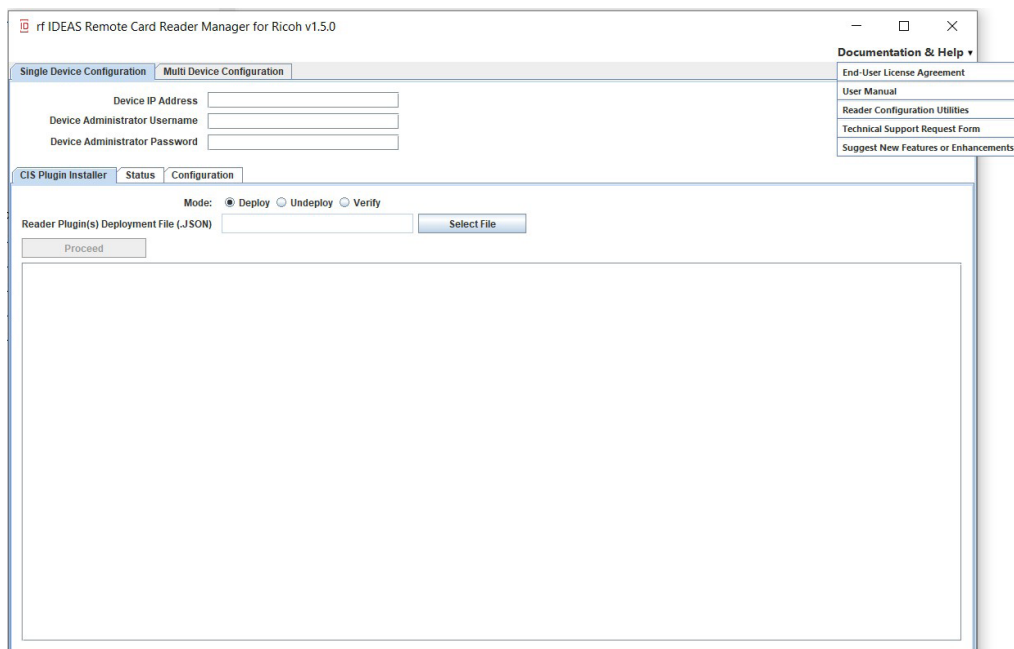 ID rf IDEAS Remote Card Reader Manager for Ricoh v1.5.0
Documentation & Help
Single Device Configuration Multi Device Configuration
End-User License Agreement
User Manual
Reader Configuration Utilities
Technical Support Request Form
Suggest New Features or Enhancements
Device IP Address
Device Administrator Username
Device Administrator Password
CIS Plugin Installer Status Configuration
Mode: Deploy Undeploy Verify
Reader Plugin(s) Deployment File (.JSON) Select File
Proceed